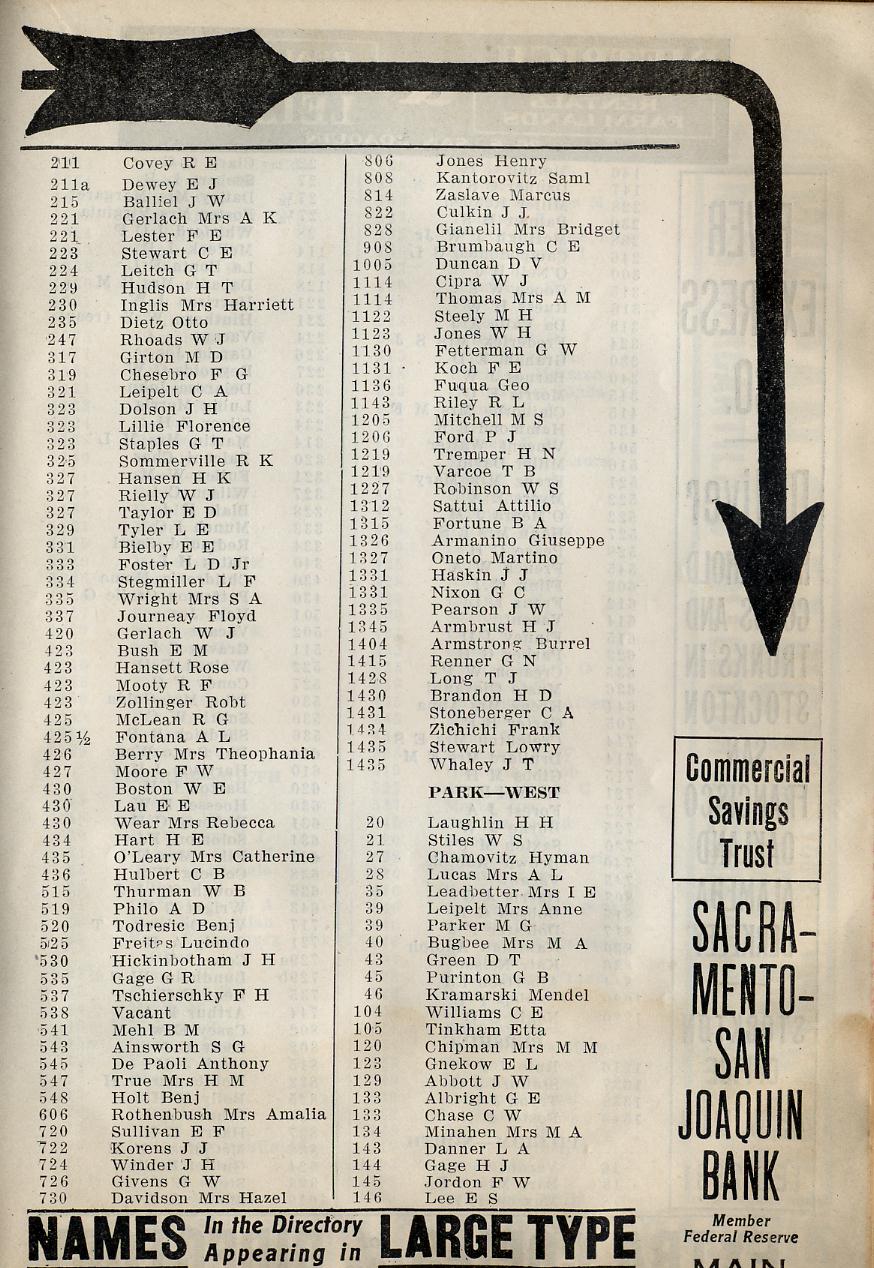 211 Covey R E
211a Dewey E J
215 Balliel J W
221 Gerlach Mrs A K
221 Lester F E
223 Stewart C E
224 Leitch G T
229 Hudson H T
230 Inglis Mrs Harriett
235 Dietz Otto
247 Rhoads W J
317 Girton M D
319 Chesebro F G
321 Leipelt C A
323 Dolson J H
323 Lillie Florence
323 Staples G T
325 Sommerville R K
327 Hansen H K
327 Rielly W J
327 Taylor E D
329 Tyler L E
331 Bielby E E
333 Foster L D Jr
334 Stegmiller L F
335 Wright Mrs S A
337 Journeay Floyd
420 Gerlach W J
423 Bush E M
423 Hansett Rose
423 Mooty R F
423 Zollinger Robt
425 McLean R G
425½ Fontana A L
426 Berry Mrs Theophania
427 Moore F W
430 Boston W E
430 Lau E E
430 Wear Mrs Rebecca
434 Hart H E
435 O'Leary Mrs Catherine
436 Hulbert C B
515 Thurman W B
519 Philo A D
520 Todresic Benj
525 Freitas Lucindo
530 Hickinbotham J H
535 Gage G R
537 Tschierschky F H
538 Vacant
541 Mehl B M
543 Ainsworth S G
545 De Paoli Anthony
547 True Mrs H M
548 Holt Benj
606 Rothenbush Mrs Amalia
720 Sullivan E F
722 Korens J J
724 Winder J H
726 Givens G W
730 Davidson Mrs Hazel
806 Jones Henry
808 Kantorovitz Saml
814 Zaslave Marcus
822 Culkin J J
828 Gianelil Mrs Bridget
908 Brumbaugh C E
1005 Duncan D V
1114 Cipra W J
1114 Thomas Mrs A M
1122 Steely M H
1123 Jones W H
1130 Fetterman G W
1131 Koch F E
1136 Fuqua Geo
1143 Riley R L
1205 Mitchell M S
1206 Ford P J
1219 Tremper H N
1219 Varcoe T B
1227 Robinson W S
1312 Sattui Attilio
1315 Fortune B A
1326 Armanino Giuseppe
1327 Oneto Martino
1331 Haskin J J
1331 Nixon G C
1335 Pearson J W
1345 Armbrust H J
1404 Armstrong Burrel
1415 Renner G N
1428 Long T J
1430 Brandon H D
1431 Stoneberger C A
1434 Zichichi Frank
1435 Stewart Lowry
1435 Whaley J T
PARK—WEST
20 Laughlin H H
21 Stiles W S
27 Chamovitz Hyman
28 Lucas Mrs A L
35 Leadbetter Mrs I E
39 Leipelt Mrs Anne
39 Parker M G
40 Bugbee Mrs M A
43 Green D T
45 Purinton G B
46 Kramarski Mendel
104 Williams C E
105 Tinkham Etta
120 Chipman Mrs M M
123 Gnekow E L
129 Abbott J W
133 Albright G E
133 Chase C W
134 Minahen Mrs M A
143 Danner L A
144 Gage H J
145 Jordon F W
146 Lee E S
Commercial
Savings
Trust
SACRA-
MENTO-
SAN
JOAQUIN
BANK
Member
Federal Reserve
MAIN
NAMES In the Directory Appearing in LARGE TYPE